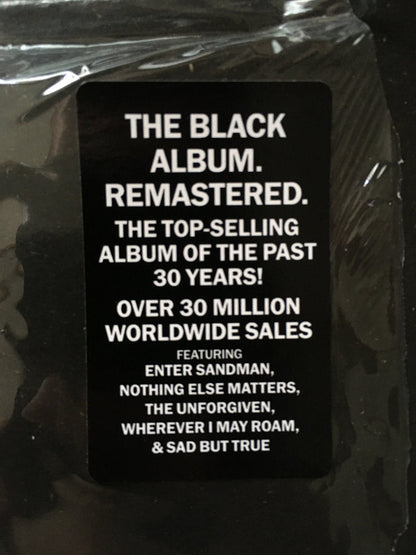 THE BLACK
ALBUM.
REMASTERED.
THE TOP-SELLING
ALBUM OF THE PAST
30 YEARS!
OVER 30 MILLION
WORLDWIDE SALES
FEATURING
ENTER SANDMAN,
NOTHING ELSE MATTERS,
THE UNFORGIVEN,
WHEREVER I MAY ROAM,
& SAD BUT TRUE